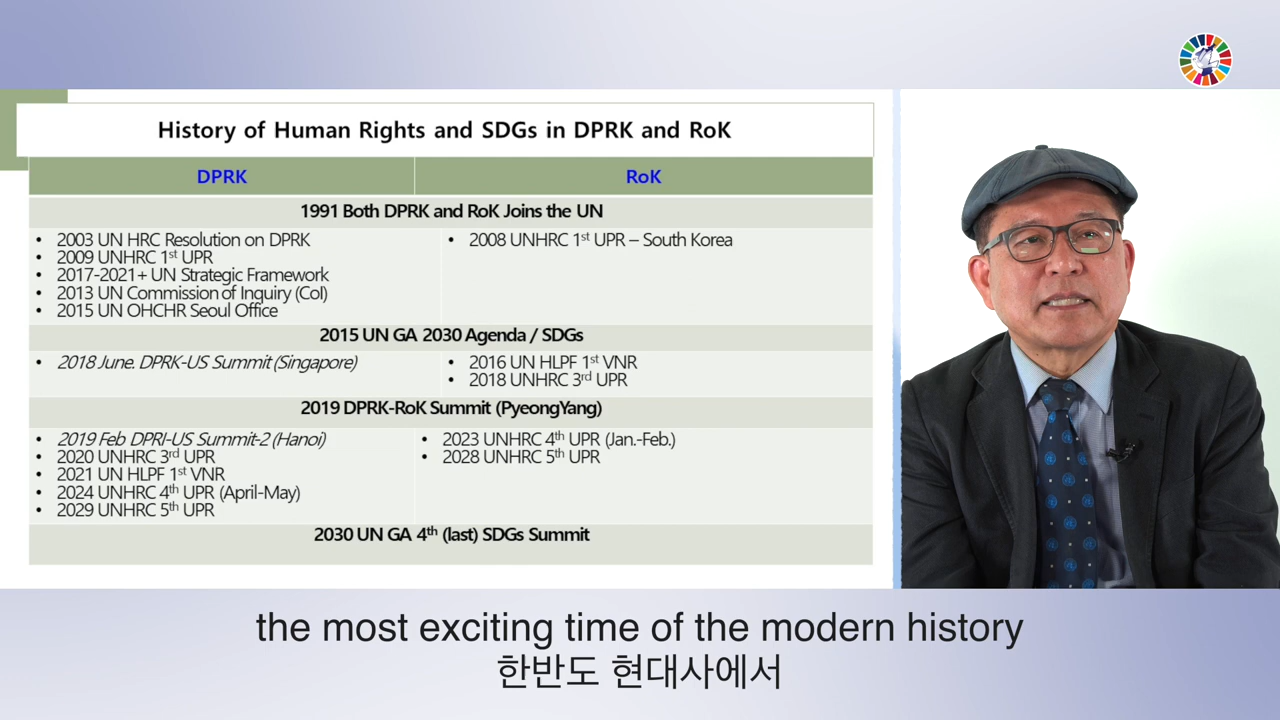 History of Human Rights and SDGs in DPRK and RoK
DPRK
RoK
1991 Both DPRK and RoK Joins the UN
• 2003 UN HRC Resolution on DPRK
• 2009 UNHRC 1st UPR
• 2017-2021+ UN Strategic Framework
• 2013 UN Commission of Inquiry (CoI)
• 2015 UN OHCHR Seoul Office
• 2008 UNHRC 1st UPR – South Korea
2015 UN GA 2030 Agenda / SDGs
• 2018 June. DPRK-US Summit (Singapore)
• 2016 UN HLPF 1st VNR
• 2018 UNHRC 3rd UPR
2019 DPRK-RoK Summit (PyeongYang)
• 2019 Feb DPRI-US Summit-2 (Hanoi)
• 2020 UNHRC 3rd UPR
• 2021 UN HLPF 1st VNR
• 2024 UNHRC 4th UPR (April-May)
• 2029 UNHRC 5th UPR
• 2023 UNHRC 4th UPR (Jan.-Feb.)
• 2028 UNHRC 5th UPR
2030 UN GA 4th (last) SDGs Summit
the most exciting time of the modern history
한반도 현대사에서